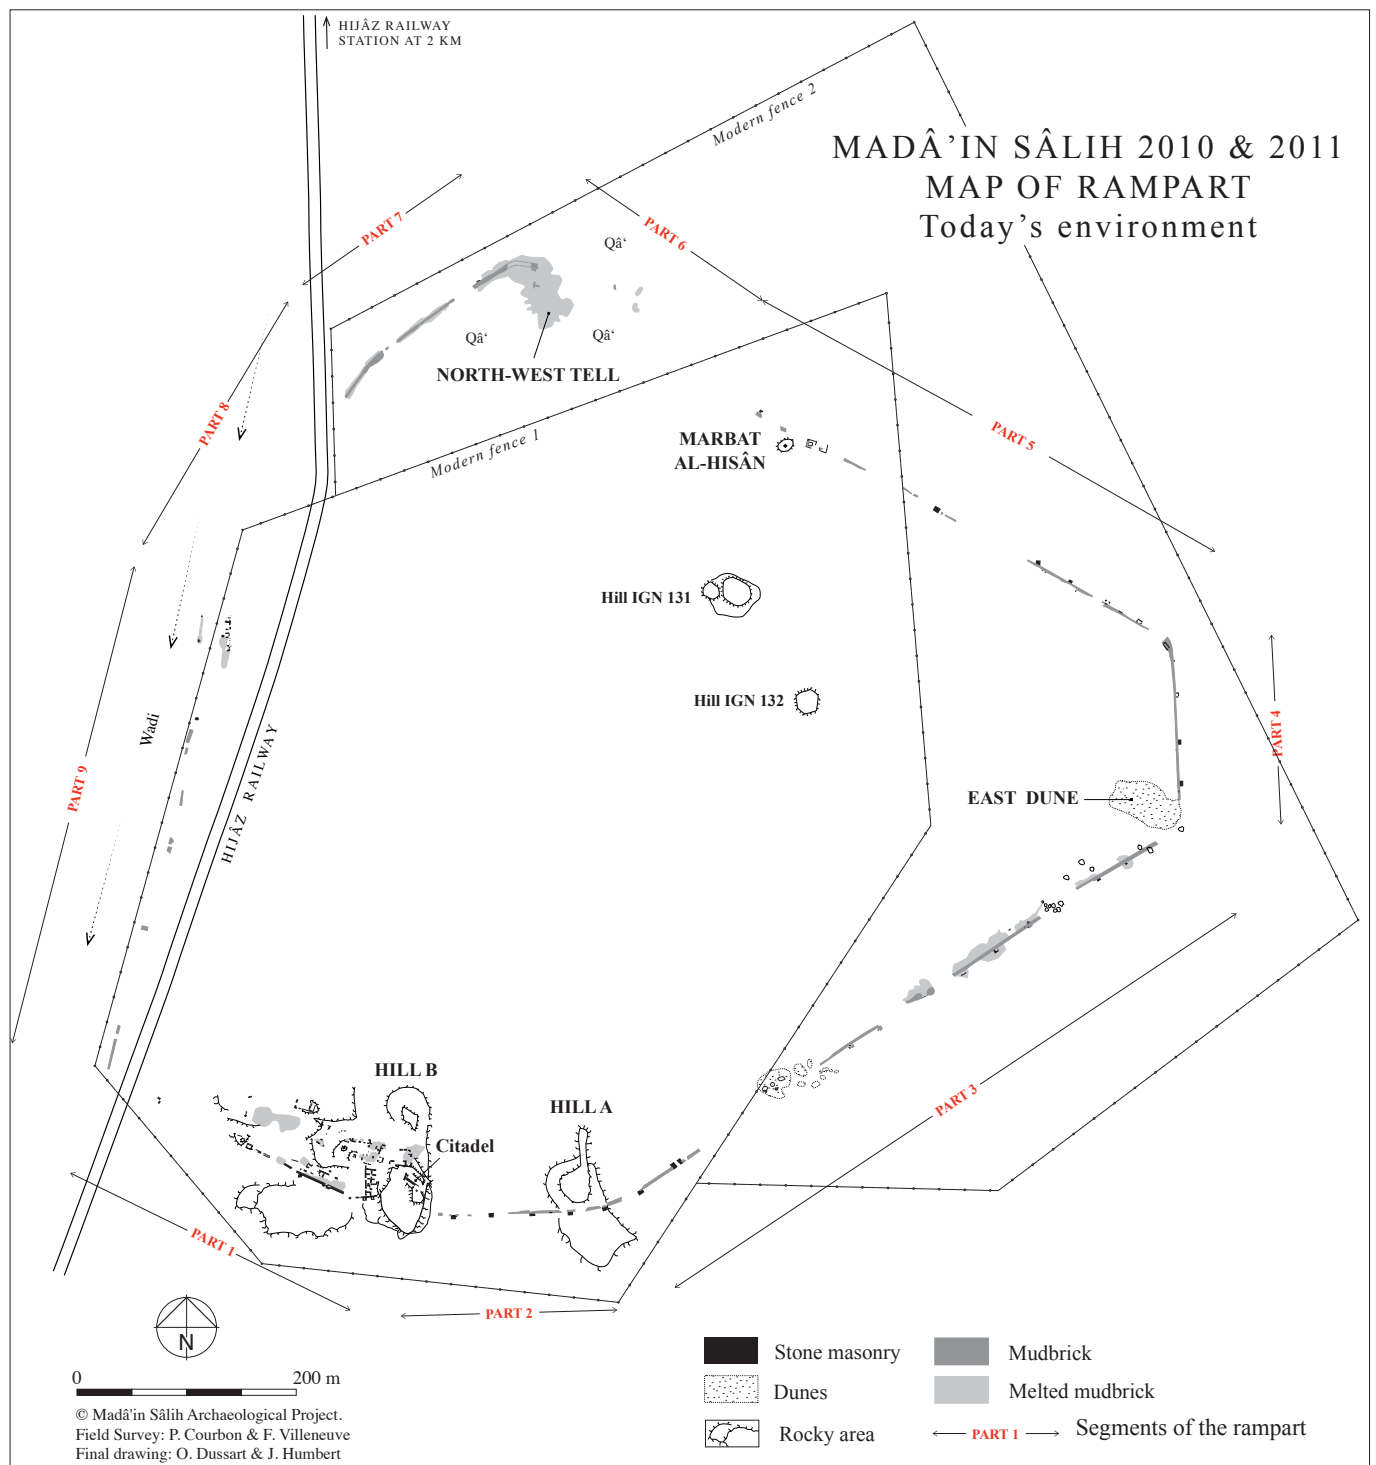 HIJÂZ RAILWAY
STATION AT 2 KM
Modern fence 2
MADÂ’IN SÂLIH 2010 & 2011
MAP OF RAMPART
Today’s environment
PART 7
PART 6
Qâ‘
Qâ‘
Qâ‘
NORTH-WEST TELL
PART 8
Modern fence 1
MARBAT
AL-HISÂN
PART 5
Hill IGN 131
Hill IGN 132
Wadi
HIJÂZ RAILWAY
PART 4
PART 9
EAST DUNE
HILL B
HILL A
Citadel
PART 3
PART 1
PART 2
N
0 200 m
© Madâ'in Sâlih Archaeological Project.
Field Survey: P. Courbon & F. Villeneuve
Final drawing: O. Dussart & J. Humbert
Stone masonry
Mudbrick
Dunes
Melted mudbrick
Rocky area
PART 1
Segments of the rampart